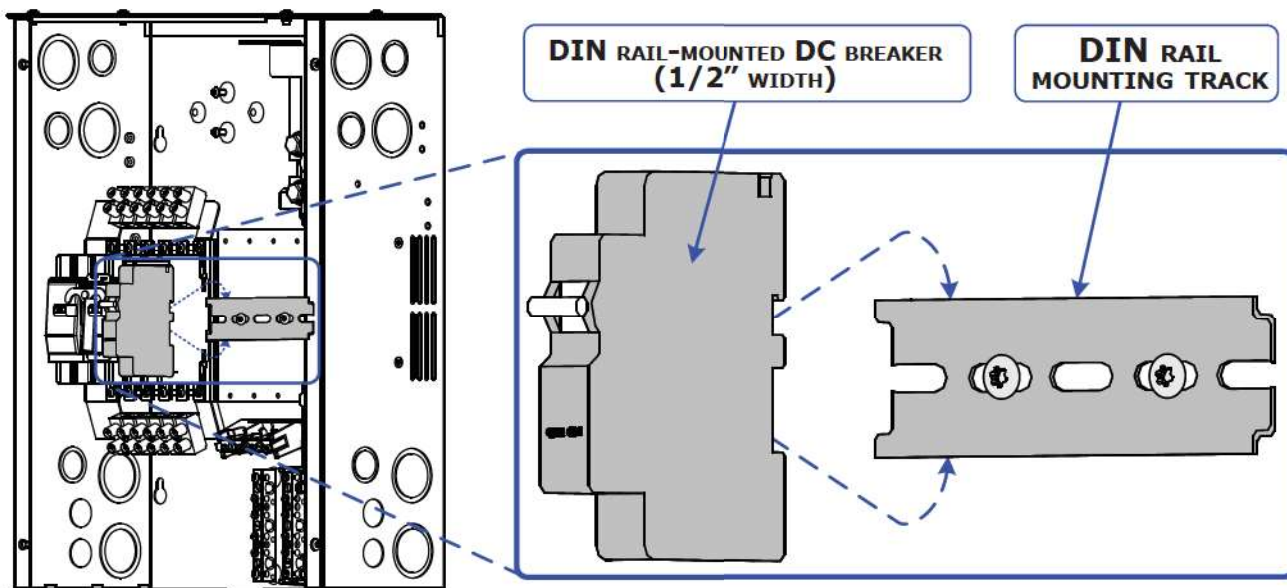 DIN RAIL-MOUNTED DC BREAKER
(1/2" WIDTH)
DIN RAIL
MOUNTING TRACK